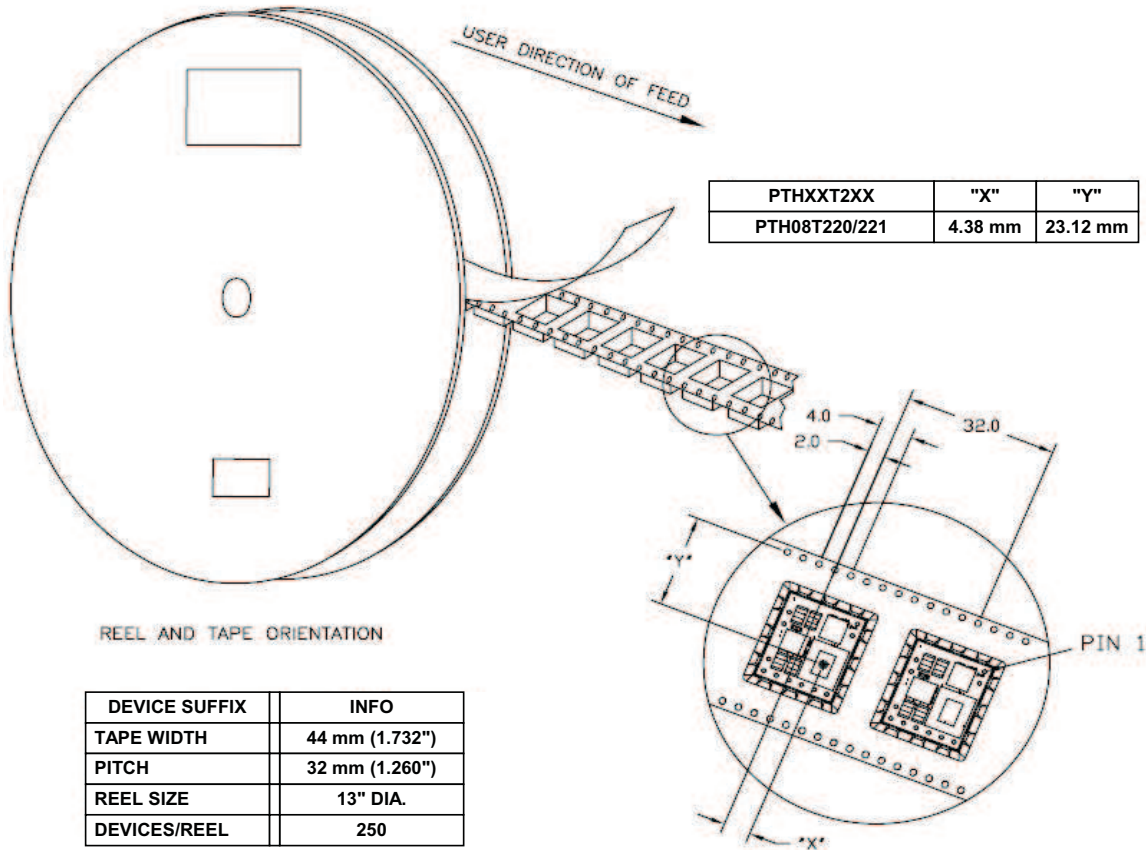 USER DIRECTION OF FEED
PTHXXT2XX "X" "Y"
PTH08T220/221 4.38 mm 23.12 mm
4.0
2.0
32.0
"Y"
PIN 1
"X"
REEL AND TAPE ORIENTATION
DEVICE SUFFIX INFO
TAPE WIDTH 44 mm (1.732")
PITCH 32 mm (1.260")
REEL SIZE 13" DIA.
DEVICES/REEL 250